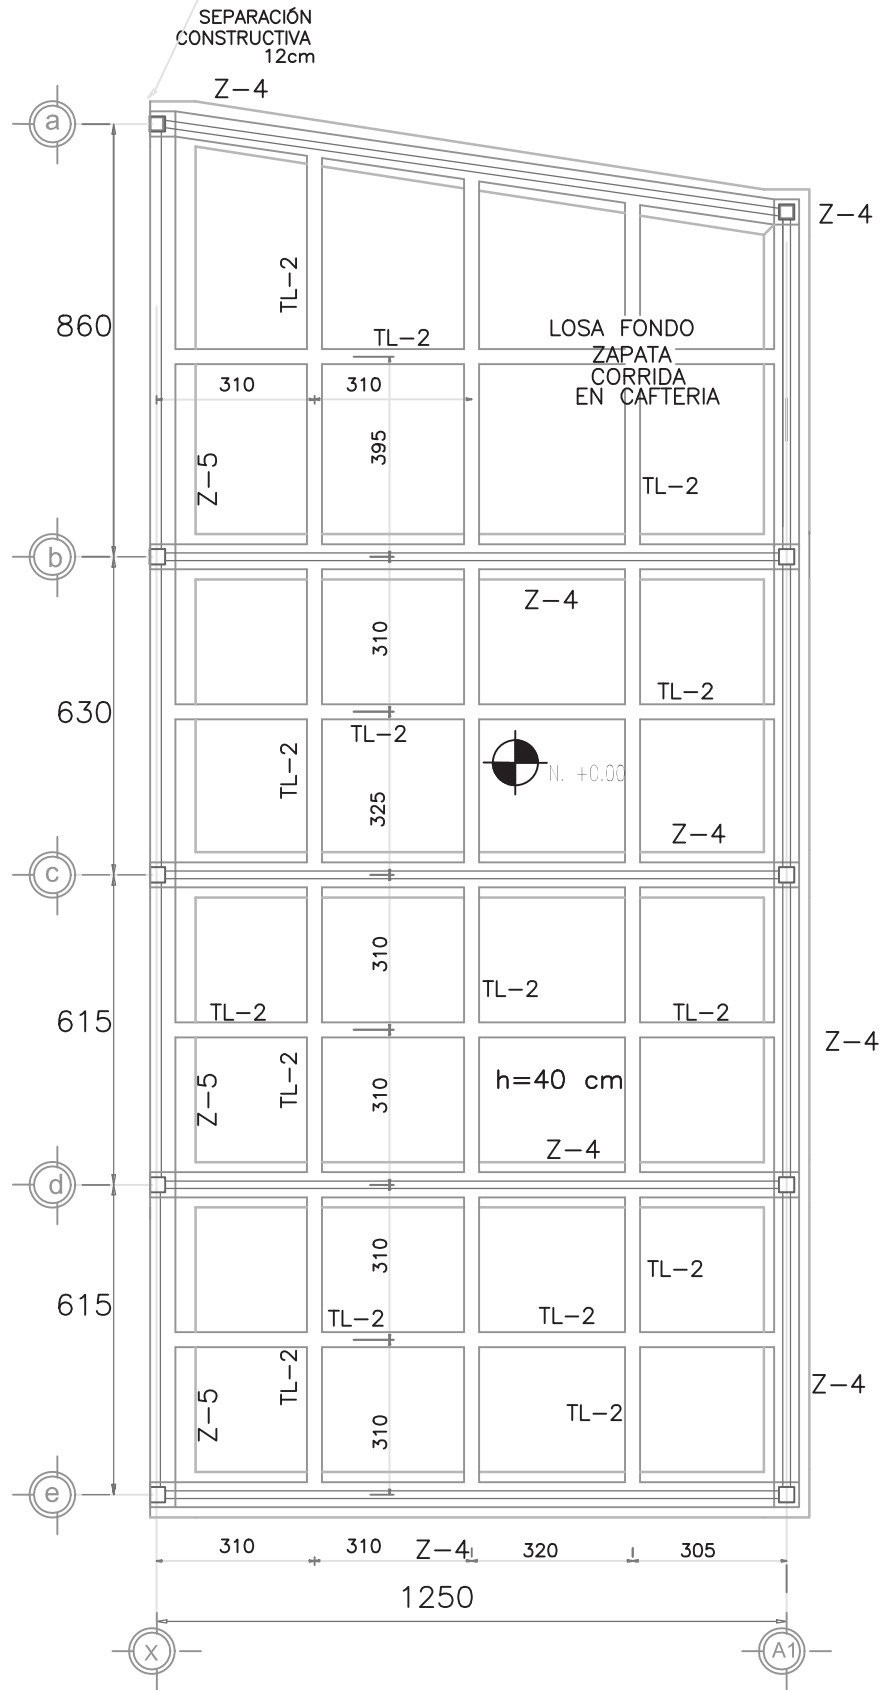 SEPARACIÓN
CONSTRUCTIVA
12cm
Z-4
a
Z-4
TL-2
860
TL-2
LOSA FONDO
ZAPATA
CORRIDA
EN CAFTERIA
310
310
395
Z-5
TL-2
b
Z-4
310
TL-2
630
TL-2
TL-2
N. +0.00
325
Z-4
c
310
TL-2
TL-2
TL-2
615
Z-4
Z-5
TL-2
310
h=40 cm
Z-4
d
310
TL-2
615
TL-2
TL-2
Z-5
TL-2
Z-4
310
TL-2
e
310
310
Z-4
320
305
1250
X
A1